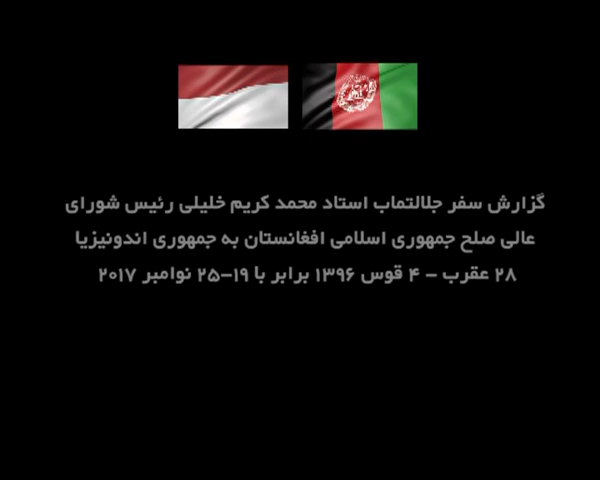 گزارش سفر جلالتماب استاد محمد کریم خلیلی رئیس شورای
عالی صلح جمهوری اسلامی افغانستان به جمهوری اندونیزیا
۲۸ عقرب - ۴ قوس ۱۳۹۶ برابر با ۱۹-۲۵ نوامبر ۲۰۱۷